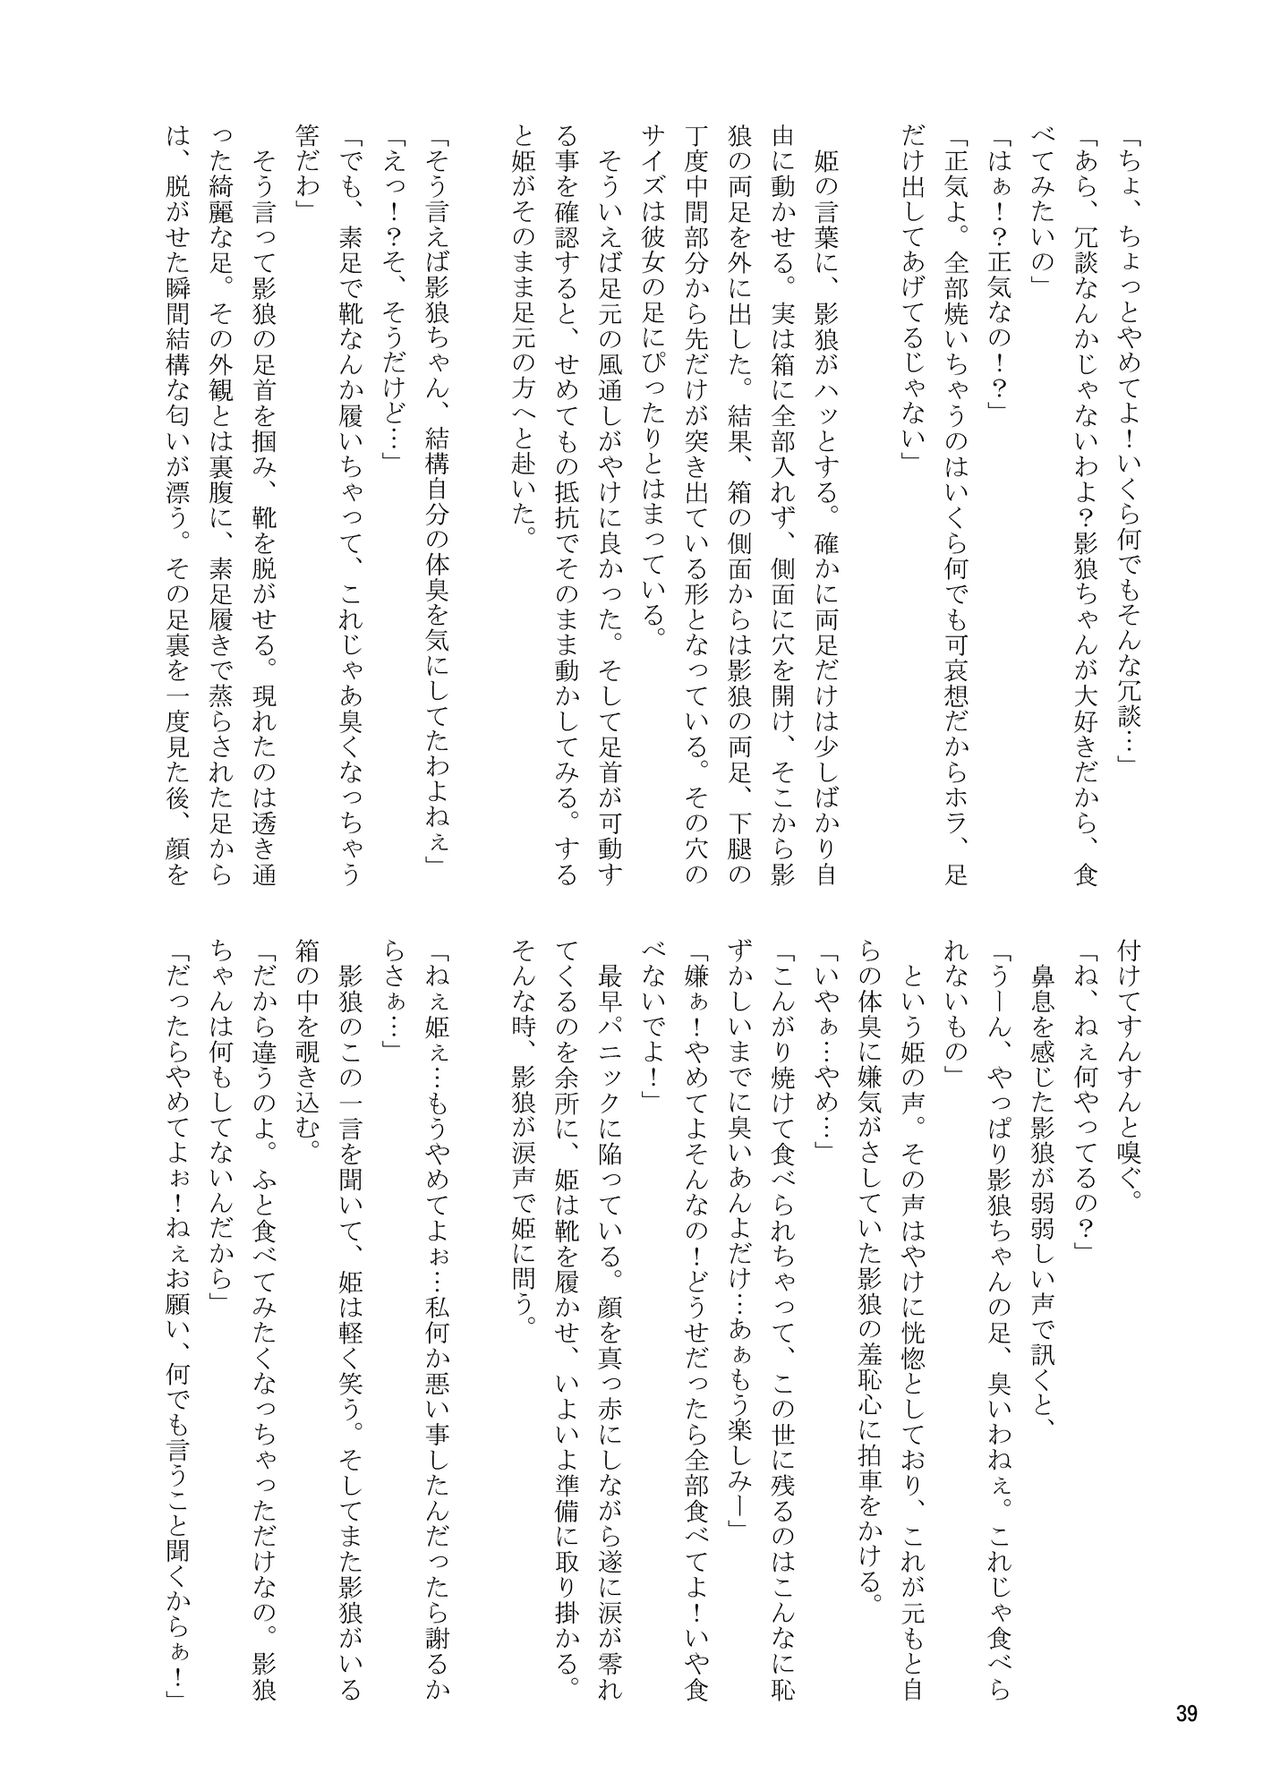 「ちょ、ちょっとやめてよ！いくら何でもそんな冗談…」
「あら、冗談なんかじゃないわよ？影狼ちゃんが大好きだから、食
べてみたいの」
「はぁ！？正気なの！？」
「正気よ。全部焼いちゃうのはいくら何でも可哀想だからホラ、足
だけ出してあげてるじゃない」
姫の言葉に、影狼がハッとする。確かに両足だけは少しばかり自
由に動かせる。実は箱に全部入れず、側面に穴を開け、そこから影
狼の両足を外に出した。結果、箱の側面からは影狼の両足、下腿の
丁度中間部分から先だけが突き出ている形となっている。その穴の
サイズは彼女の足にぴったりとはまっている。
そういえば足元の風通しがやけに良かった。そして足首が可動す
る事を確認すると、せめてもの抵抗でそのまま動かしてみる。する
と姫がそのまま足元の方へと赴いた。
「そう言えば影狼ちゃん、結構自分の体臭を気にしてたわよねぇ」
「えっ！？そ、そうだけど…」
「でも、素足で靴なんか履いちゃって、これじゃあ臭くなっちゃう
筈だわ」
そう言って影狼の足首を掴み、靴を脱がせる。現れたのは透き通
った綺麗な足。その外観とは裏腹に、素足履きで蒸らされた足から
は、脱がせた瞬間結構な匂いが漂う。その足裏を一度見た後、顔を
付けてすんすんと嗅ぐ。
「ね、ねぇ何やってるの？」
鼻息を感じた影狼が弱弱しい声で訊くと、
「うーん、やっぱり影狼ちゃんの足、臭いわねぇ。これじゃ食べら
れないもの」
という姫の声。その声はやけに恍惚としており、これが元もと自
らの体臭に嫌気がさしていた影狼の羞恥心に拍車をかける。
「いやぁ…やめ…」
「こんがり焼けて食べられちゃって、この世に残るのはこんなに恥
ずかしいまでに臭いあんよだけ…あぁもう楽しみー」
「嫌ぁ！やめてよそんなの！どうせだったら全部食べてよ！いや食
べないでよ！」
最早パニックに陥っている。顔を真っ赤にしながら遂に涙が零れ
てくるのを余所に、姫は靴を履かせ、いよいよ準備に取り掛かる。
そんな時、影狼が涙声で姫に問う。
「ねぇ姫ぇ…もうやめてよぉ…私何か悪い事したんだったら謝るか
らさぁ…」
影狼のこの一言を聞いて、姫は軽く笑う。そしてまた影狼がいる
箱の中を覗き込む。
「だから違うのよ。ふと食べてみたくなっちゃっただけなの。影狼
ちゃんは何もしてないんだから」
「だったらやめてよぉ！ねぇお願い、何でも言うこと聞くからぁ！」
39